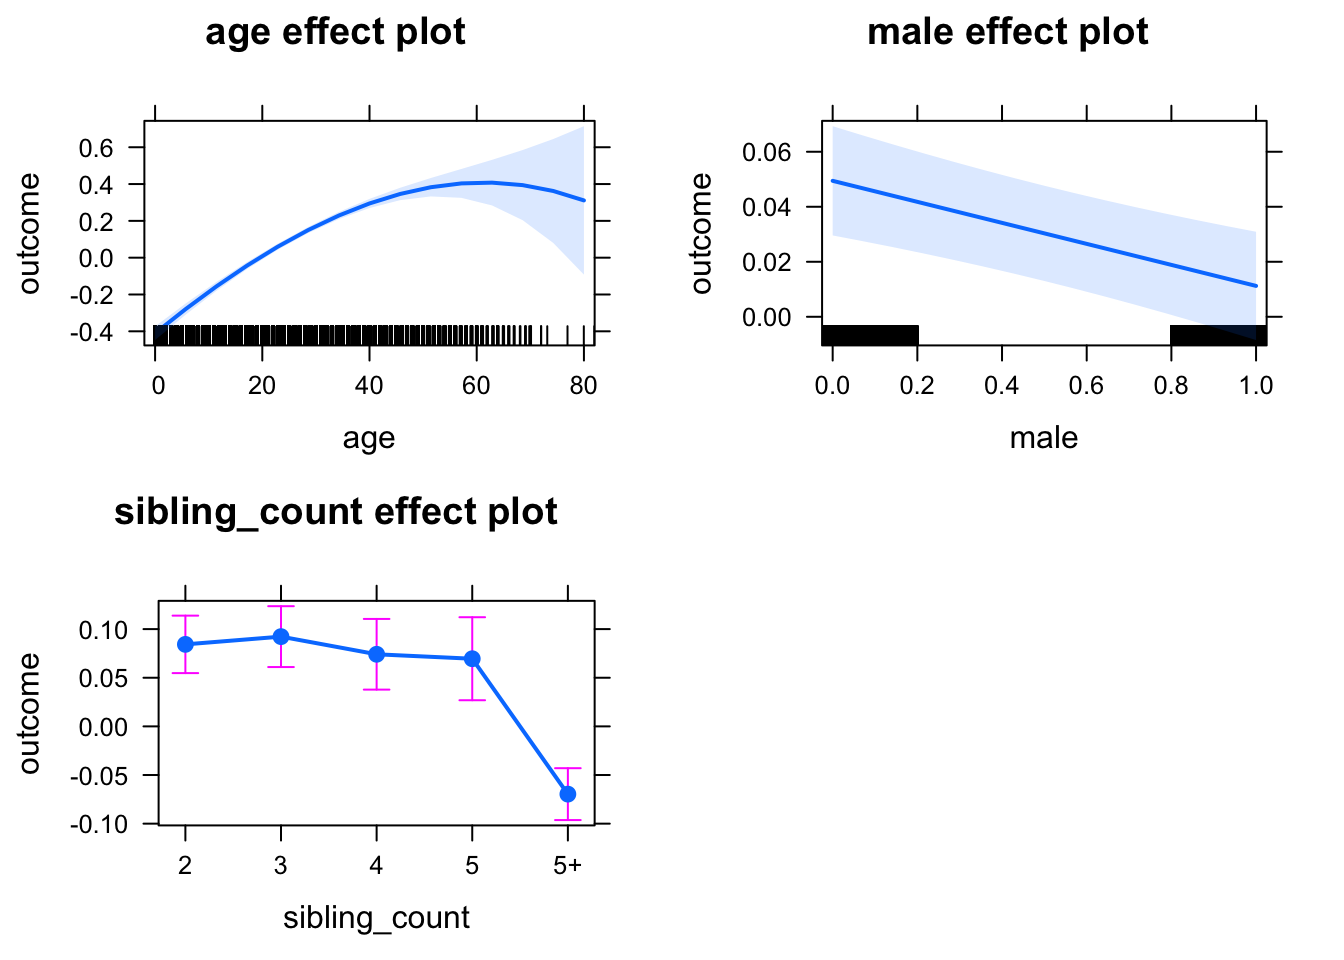 age effect plot
outcome
0.6
0.4
0.2
0.0
-0.2
-0.4
0 20 40 60 80
age
male effect plot
outcome
0.06
0.04
0.02
0.00
0.0 0.2 0.4 0.6 0.8 1.0
male
sibling_count effect plot
outcome
0.10
0.05
0.00
-0.05
-0.10
2 3 4 5 5+
sibling_count